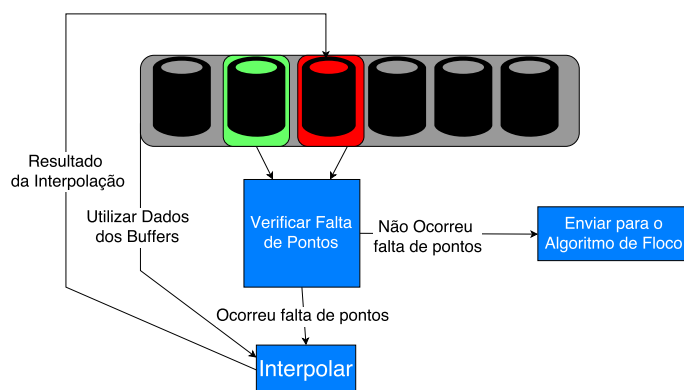 Resultado
da Interpolação
Utilizar Dados
dos Buffers
Verificar Falta
de Pontos
Não Ocorreu
falta de pontos
Enviar para o
Algoritmo de Floco
Ocorreu falta de pontos
Interpolar